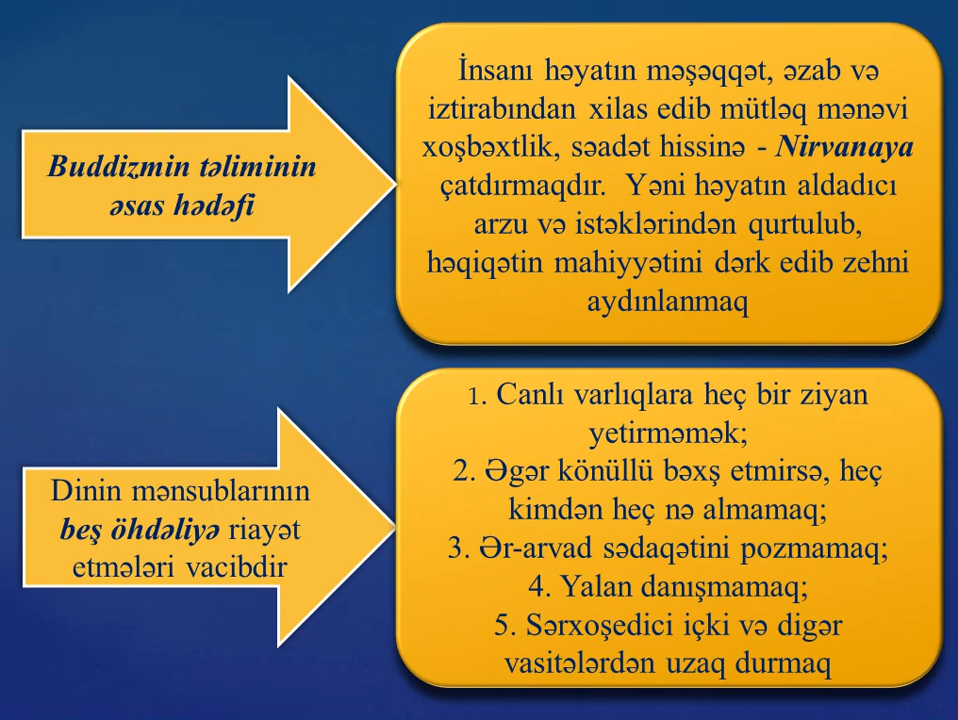 Buddizmin təliminin
əsas hədəfi
İnsanı həyatın məşəqqət, əzab və
iztirabından xilas edib mütləq mənəvi
xoşbəxtlik, səadət hissinə - Nirvanaya
çatdırmaqdır. Yəni həyatın aldadıcı
arzu və istəklərindən qurtulub,
həqiqətin mahiyyətini dərk edib zehni
aydınlanmaq
Dinin mənsublarının
beş öhdəliyə riayət
etmələri vacibdir
1. Canlı varlıqlara heç bir ziyan
yetirməmək;
2. Əgər könüllü bəxş etmirsə, heç
kimdən heç nə almamaq;
3. Ər-arvad sədaqətini pozmamaq;
4. Yalan danışmamaq;
5. Sərxoşedici içki və digər
vasitələrdən uzaq durmaq